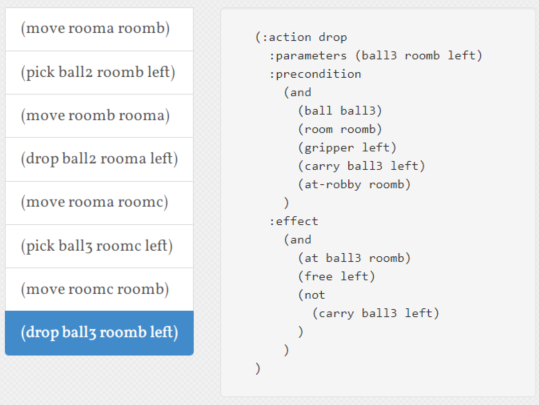 (move rooma roomb)
(pick ball2 roomb left)
(move roomb rooma)
(drop ball2 rooma left)
(move rooma roomc)
(pick ball3 roomc left)
(move roomc roomb)
(drop ball3 roomb left)
(:action drop
  :parameters (ball3 roomb left)
  :precondition
    (and
      (ball ball3)
      (room roomb)
      (gripper left)
      (carry ball3 left)
      (at-robby roomb)
    )
  :effect
    (and
      (at ball3 roomb)
      (free left)
      (not
        (carry ball3 left)
      )
    )
)